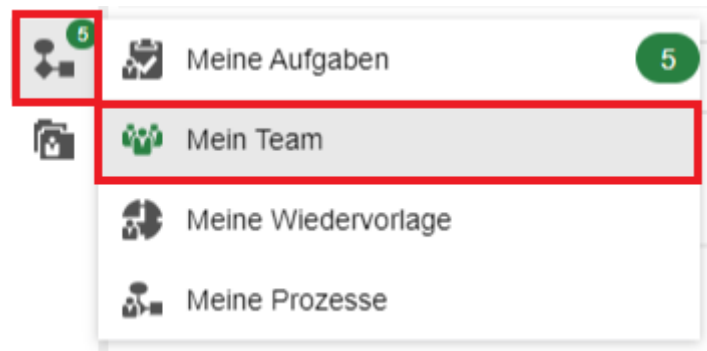 5
Meine Aufgaben 5
Mein Team
Meine Wiedervorlage
Meine Prozesse